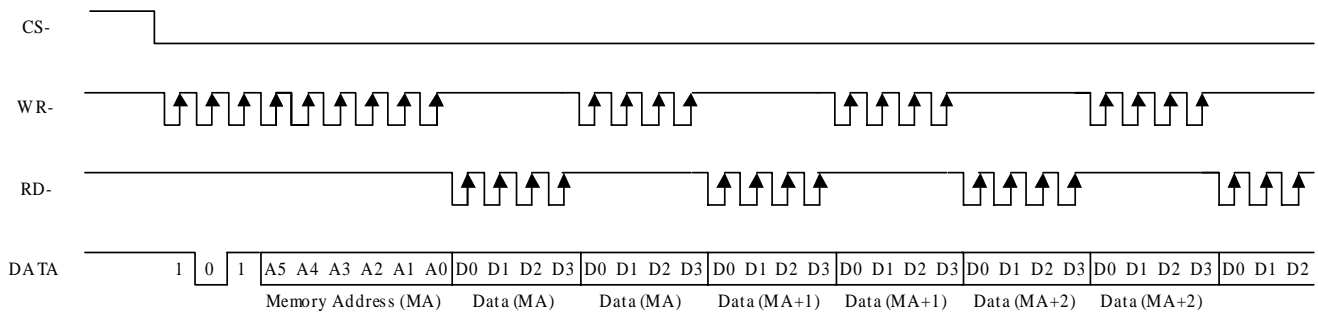 CS-
WR-
RD-
DATA 1 0 1 A5 A4 A3 A2 A1 A0 D0 D1 D2 D3 D0 D1 D2 D3 D0 D1 D2 D3 D0 D1 D2 D3 D0 D1 D2 D3 D0 D1 D2 D3 D0 D1 D2
Memory Address (MA) Data (MA) Data (MA) Data (MA+1) Data (MA+1) Data (MA+2) Data (MA+2)